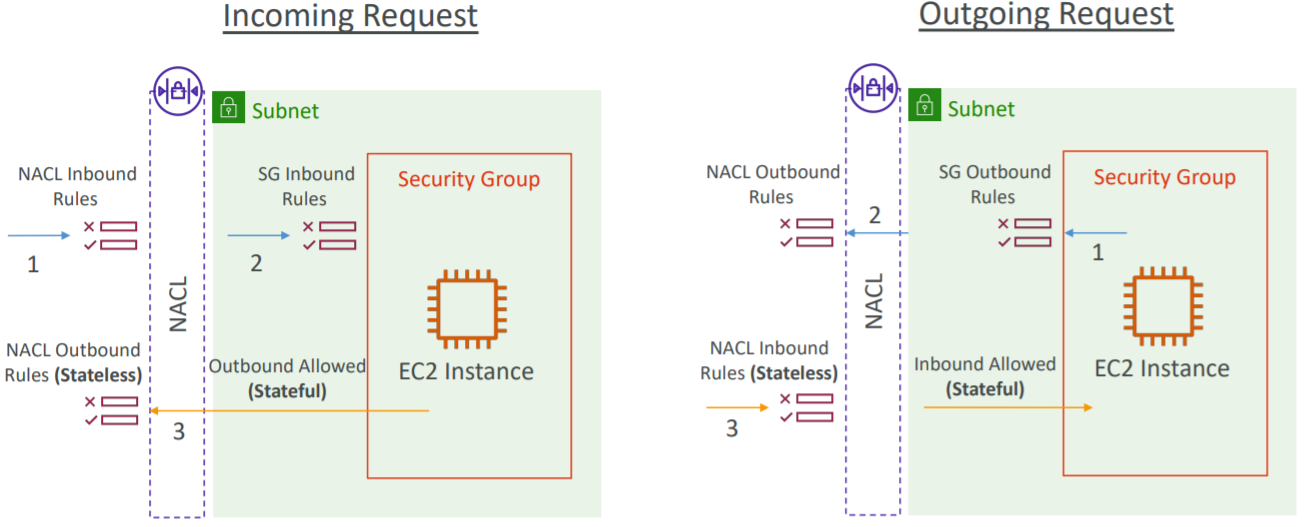 Incoming Request
Subnet
NACL Inbound
Rules
SG Inbound
Rules
Security Group
1
2
NACL
NACL Outbound
Rules (Stateless)
Outbound Allowed
(Stateful)
EC2 Instance
3
Outgoing Request
Subnet
NACL Outbound
Rules
SG Outbound
Rules
Security Group
2
1
NACL
NACL Inbound
Rules (Stateless)
Inbound Allowed
(Stateful)
EC2 Instance
3